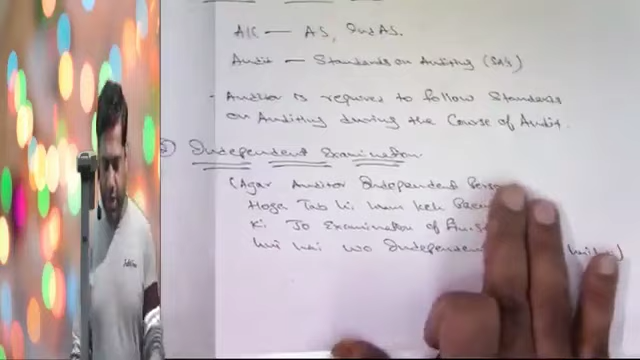 A/C — AS, Ind AS.
Audit — Standards on Auditing (SAS)
- Auditor is required to follow Standards
on Auditing during the Course of Audit.
Independent Examination
(Agar Auditor Independent Person
Hoga Tab hi hum keh
Ki Jo Examination of
hui hai wo Independent